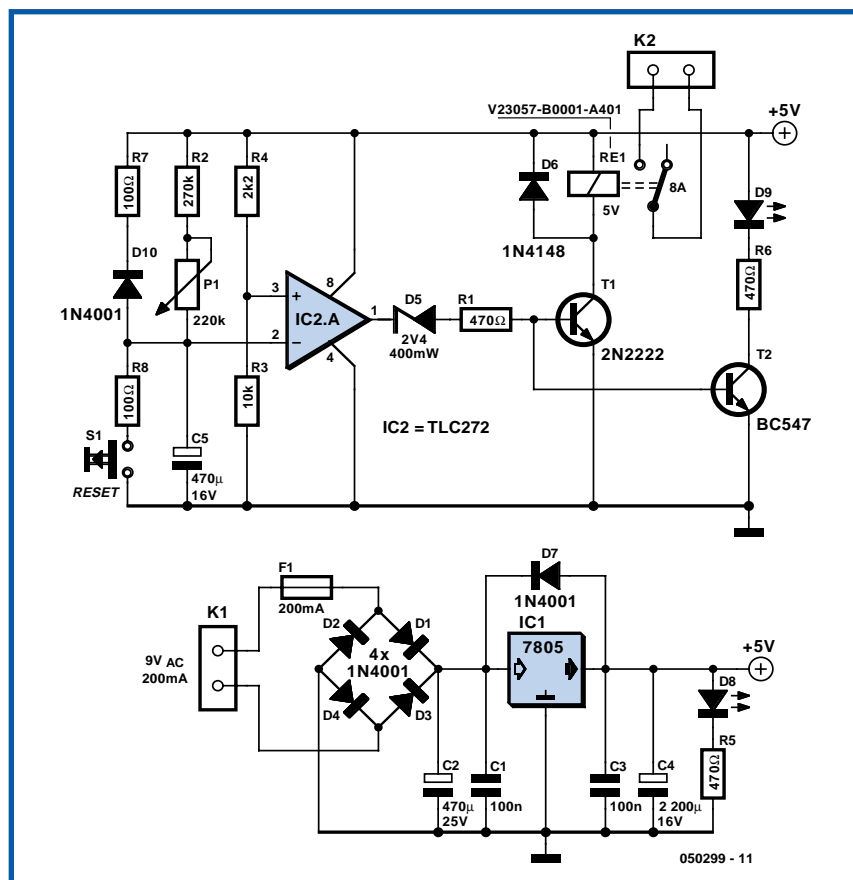 K2
V23057-B0001-A401
+5V
R7
R2
R4
D6
RE1
D9
100Ω
270k
2k2
8A
5V
R6
D10
1N4148
470Ω
P1
3
+
8
T1
1N4001
220k
IC2.A
1
D5
R1
2
–
2V4
400mW
470Ω
4
2N2222
T2
R8
R3
100Ω
10k
BC547
S1
C5
IC2 = TLC272
RESET
470µ
16V
D7
F1
1N4001
K1
200mA
IC1
D2
D1
7805
+5V
9V AC
200mA
4x
1N4001
D8
D4
D3
R5
C2
C1
C3
C4
470Ω
470µ
25V
100n
100n
2 200µ
16V
050299 - 11